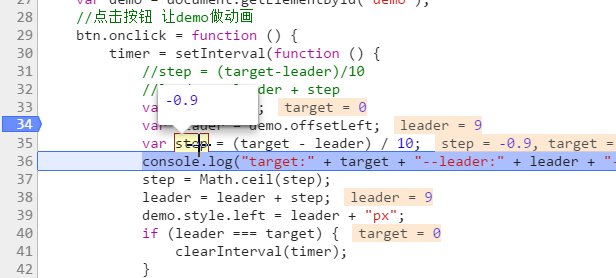 27 var demo = document.getElementById("demo");
28 //点击按钮 让demo做动画
29 btn.onclick = function () {
30 timer = setInterval(function () {
31 //step = (target-leader)/10
32 leader + step
-0.9
33 va ; target = 0
34 var leader = demo.offsetLeft; leader = 9
35 var step = (target - leader) / 10; step = -0.9, target =
36 console.log("target:" + target + "--leader:" + leader + "-
37 step = Math.ceil(step);
38 leader = leader + step; leader = 9
39 demo.style.left = leader + "px";
40 if (leader === target) { target = 0
41 clearInterval(timer);
42 }